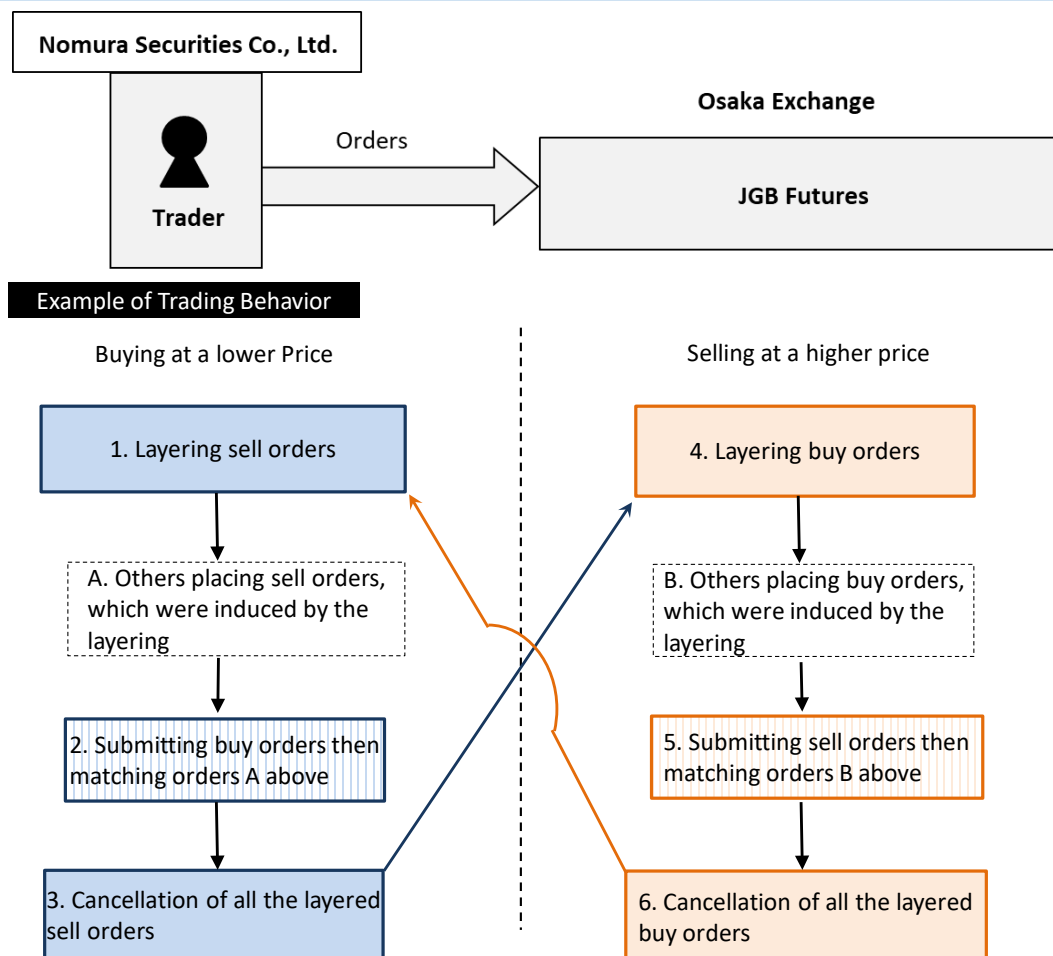 Nomura Securities Co., Ltd.
Osaka Exchange
Orders
Trader
JGB Futures
Example of Trading Behavior
Buying at a lower Price
1. Layering sell orders
A. Others placing sell orders,
which were induced by the
layering
2. Submitting buy orders then
matching orders A above
3. Cancellation of all the layered
sell orders
Selling at a higher price
4. Layering buy orders
B. Others placing buy orders,
which were induced by the
layering
5. Submitting sell orders then
matching orders B above
6. Cancellation of all the layered
buy orders